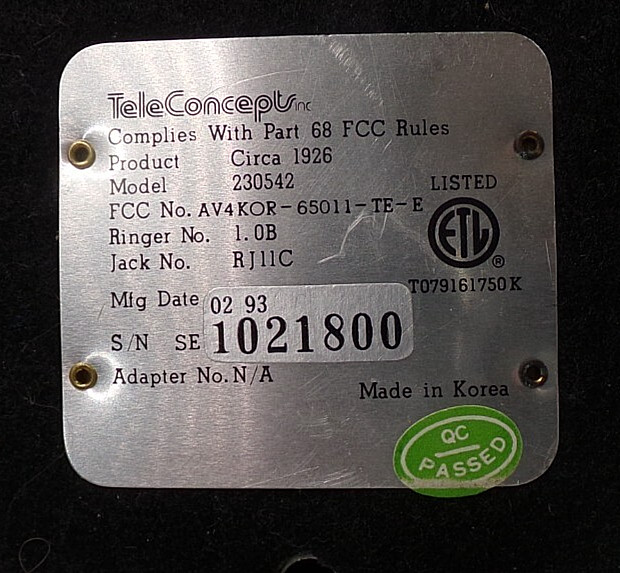 TeleConcepts inc
Complies With Part 68 FCC Rules
Product Circa 1926
Model 230542
LISTED
FCC No. AV4KOR-65011-TE-E
ETL
Ringer No. 1.0B
®
Jack No. RJ11C
T079161750K
Mfg Date 02 93
S/N SE 1021800
Adapter No. N/A
Made in Korea
QC
PASSED